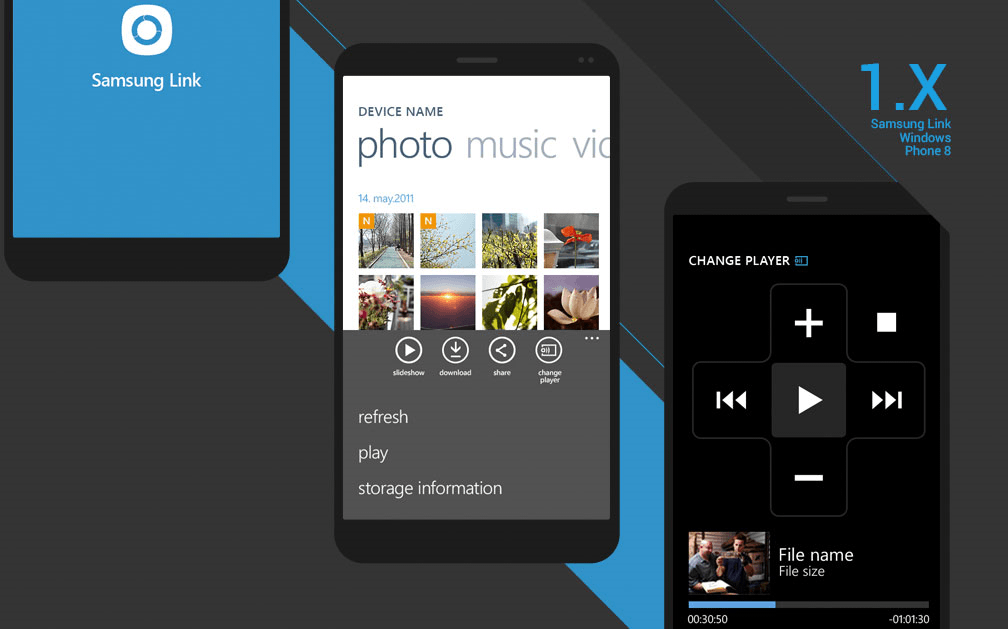 Samsung Link
DEVICE NAME
photo music vid
14. may.2011
N
N
slideshow
download
share
change
player
refresh
play
storage information
1.X
Samsung Link
Windows
Phone 8
CHANGE PLAYER
File name
File size
00:30:50
-01:01:30